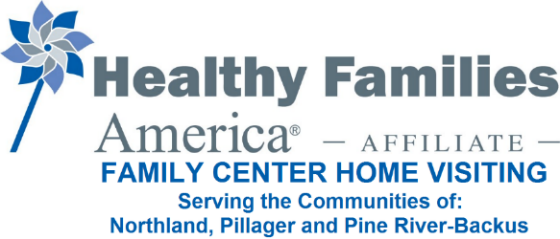 Healthy Families
America® — AFFILIATE —
FAMILY CENTER HOME VISITING
Serving the Communities of:
Northland, Pillager and Pine River-Backus